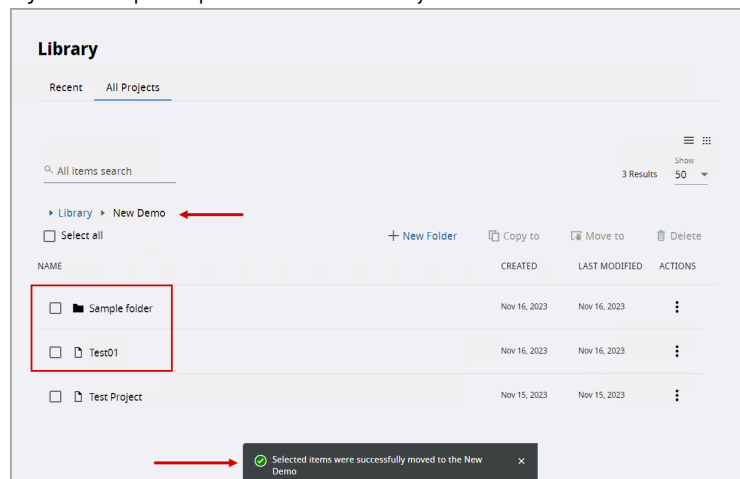 Library
Recent All Projects
Show
All items search 3 Results 50
Library New Demo
Select all + New Folder Copy to Move to Delete
NAME CREATED LAST MODIFIED ACTIONS
Sample folder Nov 16, 2023 Nov 16, 2023
Test01 Nov 16, 2023 Nov 16, 2023
Test Project Nov 15, 2023 Nov 15, 2023
Selected items were successfully moved to the New
Demo